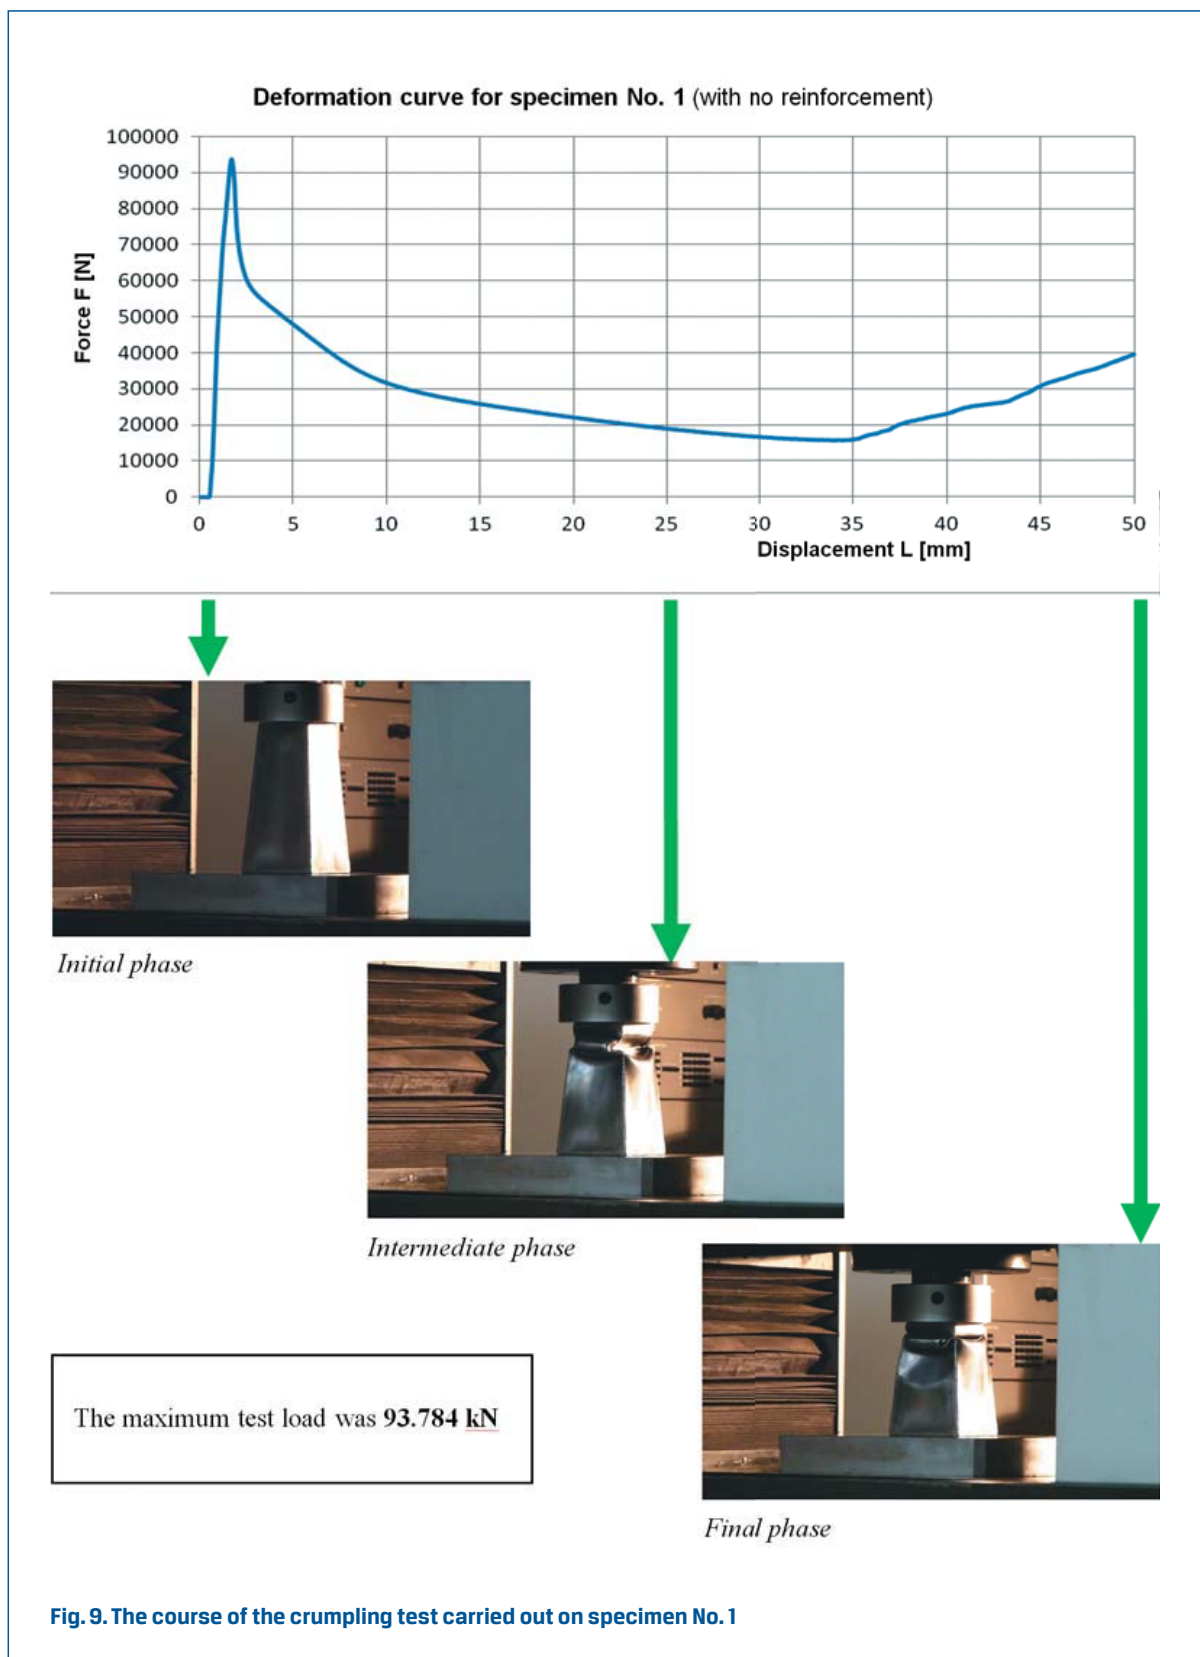 Deformation curve for specimen No. 1 (with no reinforcement)
100000
90000
80000
70000
60000
50000
40000
30000
20000
10000
0
Force F [N]
0 5 10 15 20 25 30 35 40 45 50
Displacement L [mm]
Initial phase
Intermediate phase
The maximum test load was 93.784 kN
Final phase
Fig. 9. The course of the crumpling test carried out on specimen No. 1